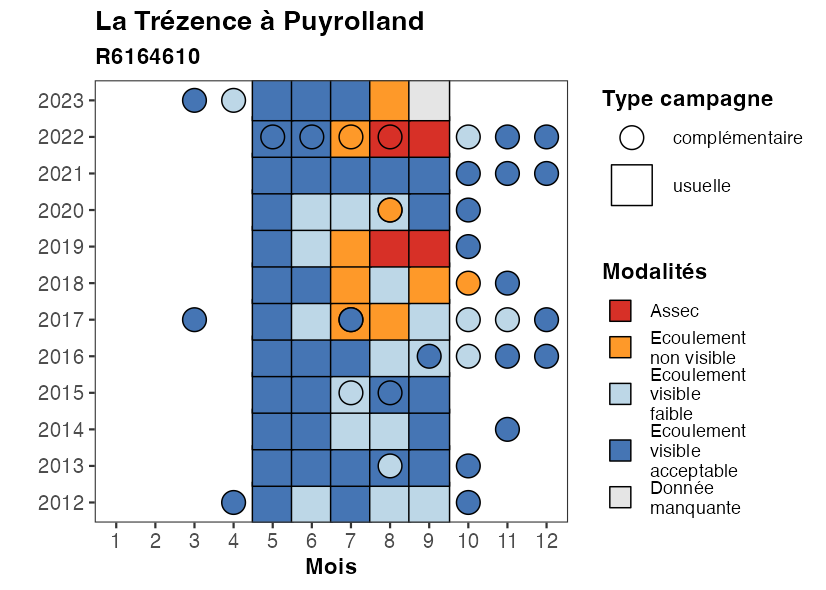 La Trézence à Puyrolland
R6164610
2023
2022
2021
2020
2019
2018
2017
2016
2015
2014
2013
2012
1 2 3 4 5 6 7 8 9 10 11 12
Mois
Type campagne
complémentaire
usuelle
Modalités
Assec
Ecoulement
non visible
Ecoulement
visible
faible
Ecoulement
visible
acceptable
Donnée
manquante